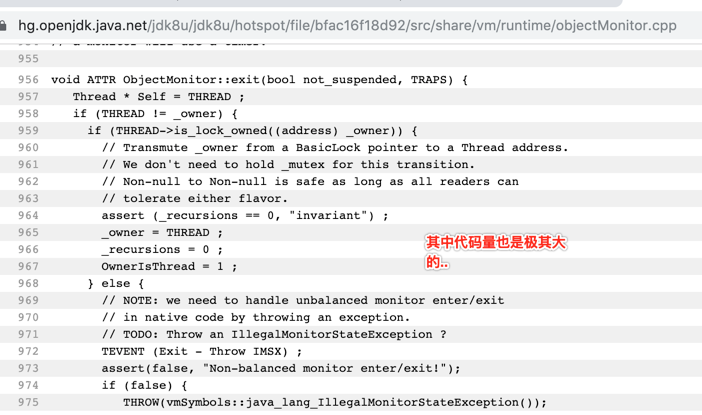 hg.openjdk.java.net/jdk8u/jdk8u/hotspot/file/bfac16f18d92/src/share/vm/runtime/objectMonitor.cpp
955
956 void ATTR ObjectMonitor::exit(bool not_suspended, TRAPS) {
957    Thread * Self = THREAD ;
958    if (THREAD != _owner) {
959      if (THREAD->is_lock_owned((address) _owner)) {
960        // Transmute _owner from a BasicLock pointer to a Thread address.
961        // We don't need to hold _mutex for this transition.
962        // Non-null to Non-null is safe as long as all readers can
963        // tolerate either flavor.
964        assert (_recursions == 0, "invariant") ;
965        _owner = THREAD ;
966        _recursions = 0 ;
967        OwnerIsThread = 1 ;
968      } else {
969        // NOTE: we need to handle unbalanced monitor enter/exit
970        // in native code by throwing an exception.
971        // TODO: Throw an IllegalMonitorStateException ?
972        TEVENT (Exit - Throw IMSX) ;
973        assert(false, "Non-balanced monitor enter/exit!");
974        if (false) {
975           THROW(vmSymbols::java_lang_IllegalMonitorStateException());
其中代码量也是极其大
的..